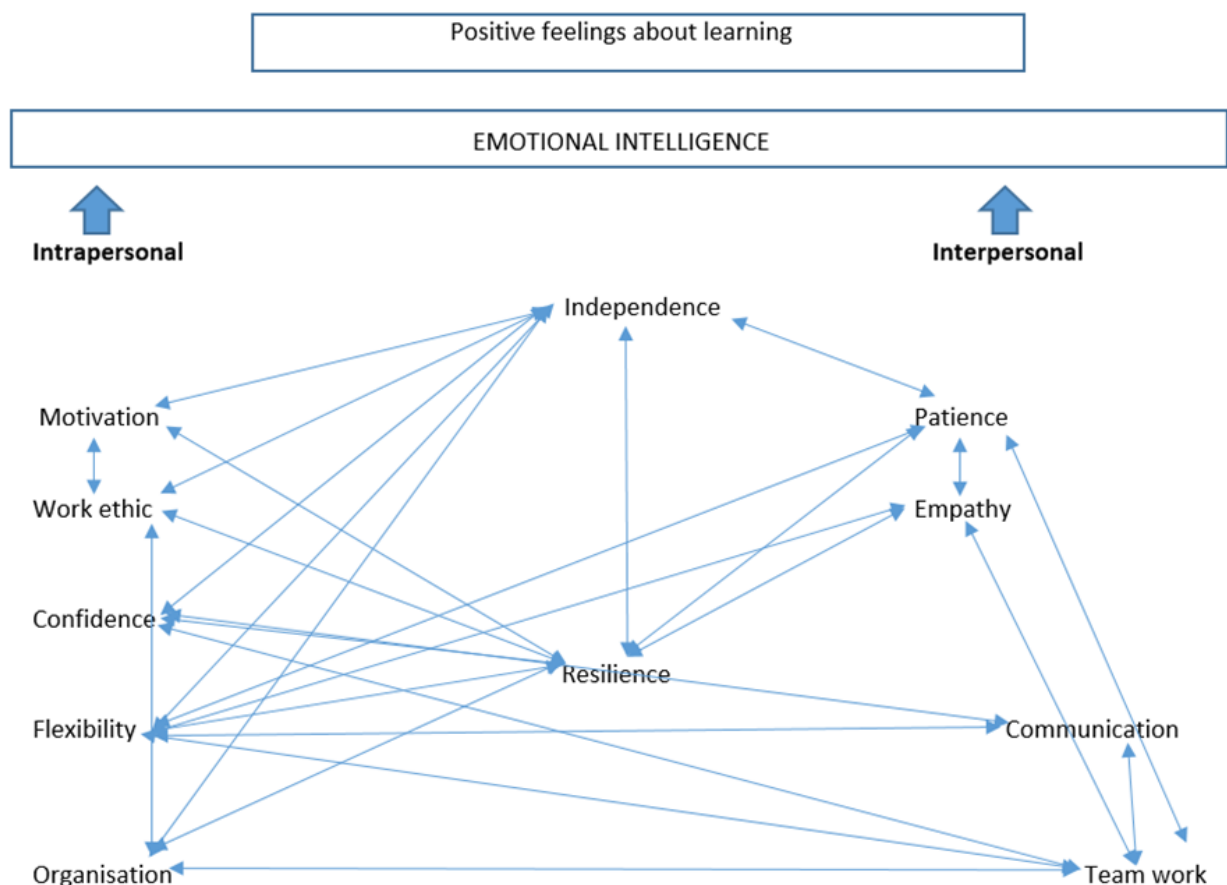 Positive feelings about learning
EMOTIONAL INTELLIGENCE
Intrapersonal
Interpersonal
Independence
Motivation
Patience
Work ethic
Empathy
Confidence
Resilience
Flexibility
Communication
Organisation
Team work